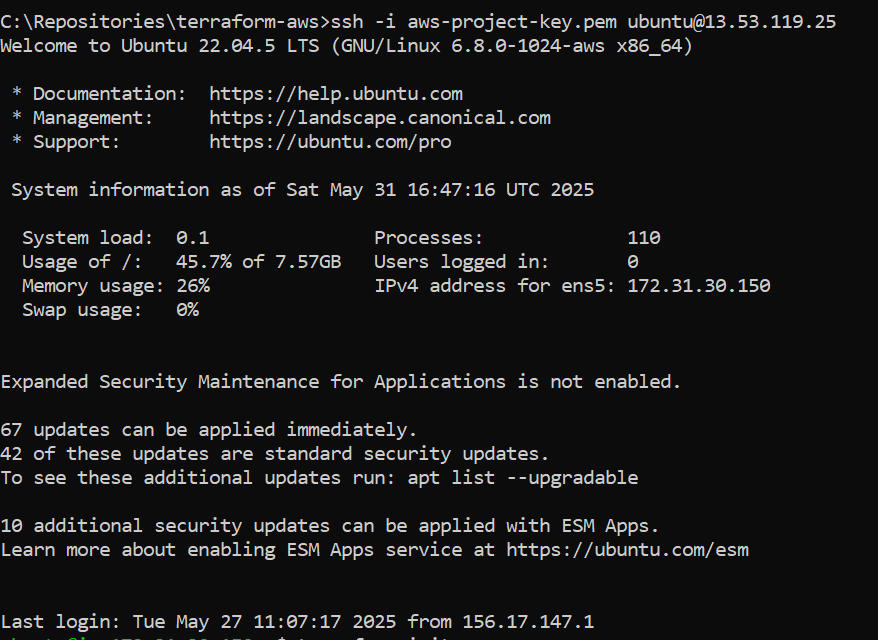 C:\Repositories\terraform-aws>ssh -i aws-project-key.pem ubuntu@13.53.119.25
Welcome to Ubuntu 22.04.5 LTS (GNU/Linux 6.8.0-1024-aws x86_64)
* Documentation:  https://help.ubuntu.com
* Management:     https://landscape.canonical.com
* Support:        https://ubuntu.com/pro
System information as of Sat May 31 16:47:16 UTC 2025
System load:  0.1               Processes:             110
Usage of /:   45.7% of 7.57GB   Users logged in:       0
Memory usage: 26%               IPv4 address for ens5: 172.31.30.150
Swap usage:   0%
Expanded Security Maintenance for Applications is not enabled.
67 updates can be applied immediately.
42 of these updates are standard security updates.
To see these additional updates run: apt list --upgradable
10 additional security updates can be applied with ESM Apps.
Learn more about enabling ESM Apps service at https://ubuntu.com/esm
Last login: Tue May 27 11:07:17 2025 from 156.17.147.1